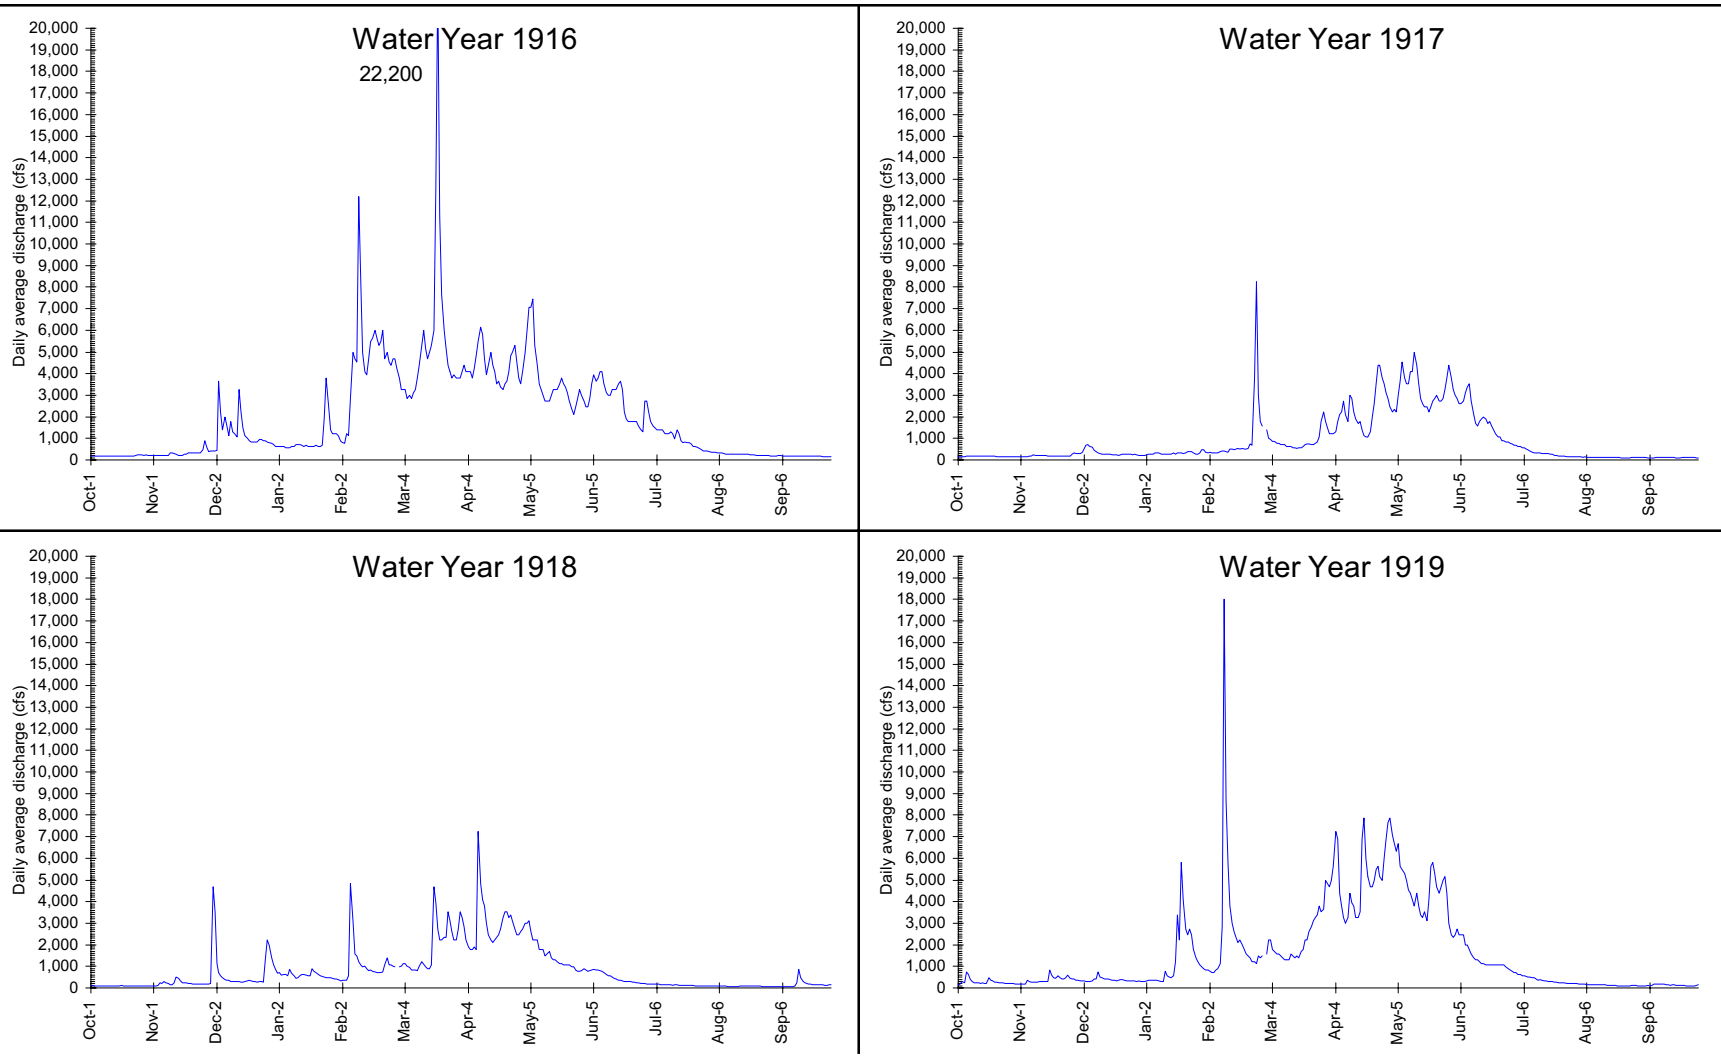 Water Year 1916
22,200
Daily average discharge (cfs)
20,000
19,000
18,000
17,000
16,000
15,000
14,000
13,000
12,000
11,000
10,000
9,000
8,000
7,000
6,000
5,000
4,000
3,000
2,000
1,000
0
Oct-1
Nov-1
Dec-2
Jan-2
Feb-2
Mar-4
Apr-4
May-5
Jun-5
Jul-6
Aug-6
Sep-6
Water Year 1917
Daily average discharge (cfs)
20,000
19,000
18,000
17,000
16,000
15,000
14,000
13,000
12,000
11,000
10,000
9,000
8,000
7,000
6,000
5,000
4,000
3,000
2,000
1,000
0
Oct-1
Nov-1
Dec-2
Jan-2
Feb-2
Mar-4
Apr-4
May-5
Jun-5
Jul-6
Aug-6
Sep-6
Water Year 1918
Daily average discharge (cfs)
20,000
19,000
18,000
17,000
16,000
15,000
14,000
13,000
12,000
11,000
10,000
9,000
8,000
7,000
6,000
5,000
4,000
3,000
2,000
1,000
0
Oct-1
Nov-1
Dec-2
Jan-2
Feb-2
Mar-4
Apr-4
May-5
Jun-5
Jul-6
Aug-6
Sep-6
Water Year 1919
Daily average discharge (cfs)
20,000
19,000
18,000
17,000
16,000
15,000
14,000
13,000
12,000
11,000
10,000
9,000
8,000
7,000
6,000
5,000
4,000
3,000
2,000
1,000
0
Oct-1
Nov-1
Dec-2
Jan-2
Feb-2
Mar-4
Apr-4
May-5
Jun-5
Jul-6
Aug-6
Sep-6